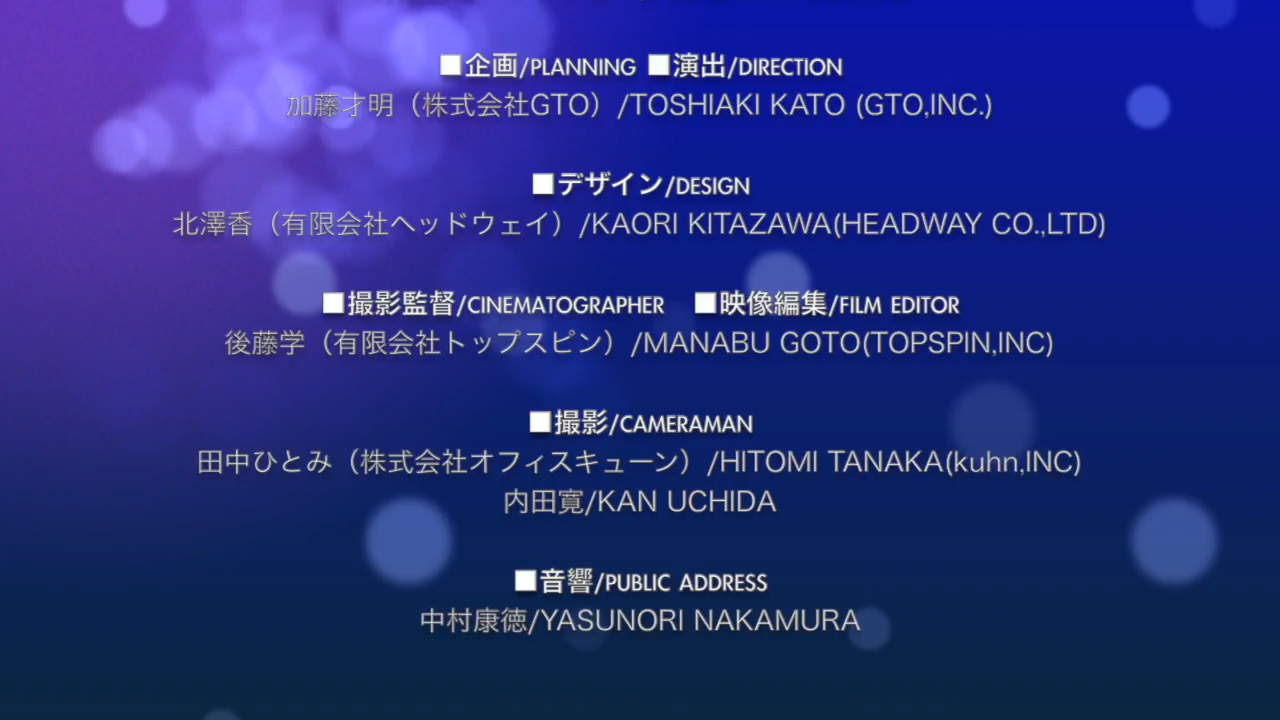 ■企画/PLANNING ■演出/DIRECTION
加藤才明（株式会社GTO）/TOSHIAKI KATO (GTO,INC.)
■デザイン/DESIGN
北澤香（有限会社ヘッドウェイ）/KAORI KITAZAWA(HEADWAY CO.,LTD)
■撮影監督/CINEMATOGRAPHER ■映像編集/FILM EDITOR
後藤学（有限会社トップスピン）/MANABU GOTO(TOPSPIN,INC)
■撮影/CAMERAMAN
田中ひとみ（株式会社オフィスキューン）/HITOMI TANAKA(kuhn,INC)
内田寛/KAN UCHIDA
■音響/PUBLIC ADDRESS
中村康徳/YASUNORI NAKAMURA